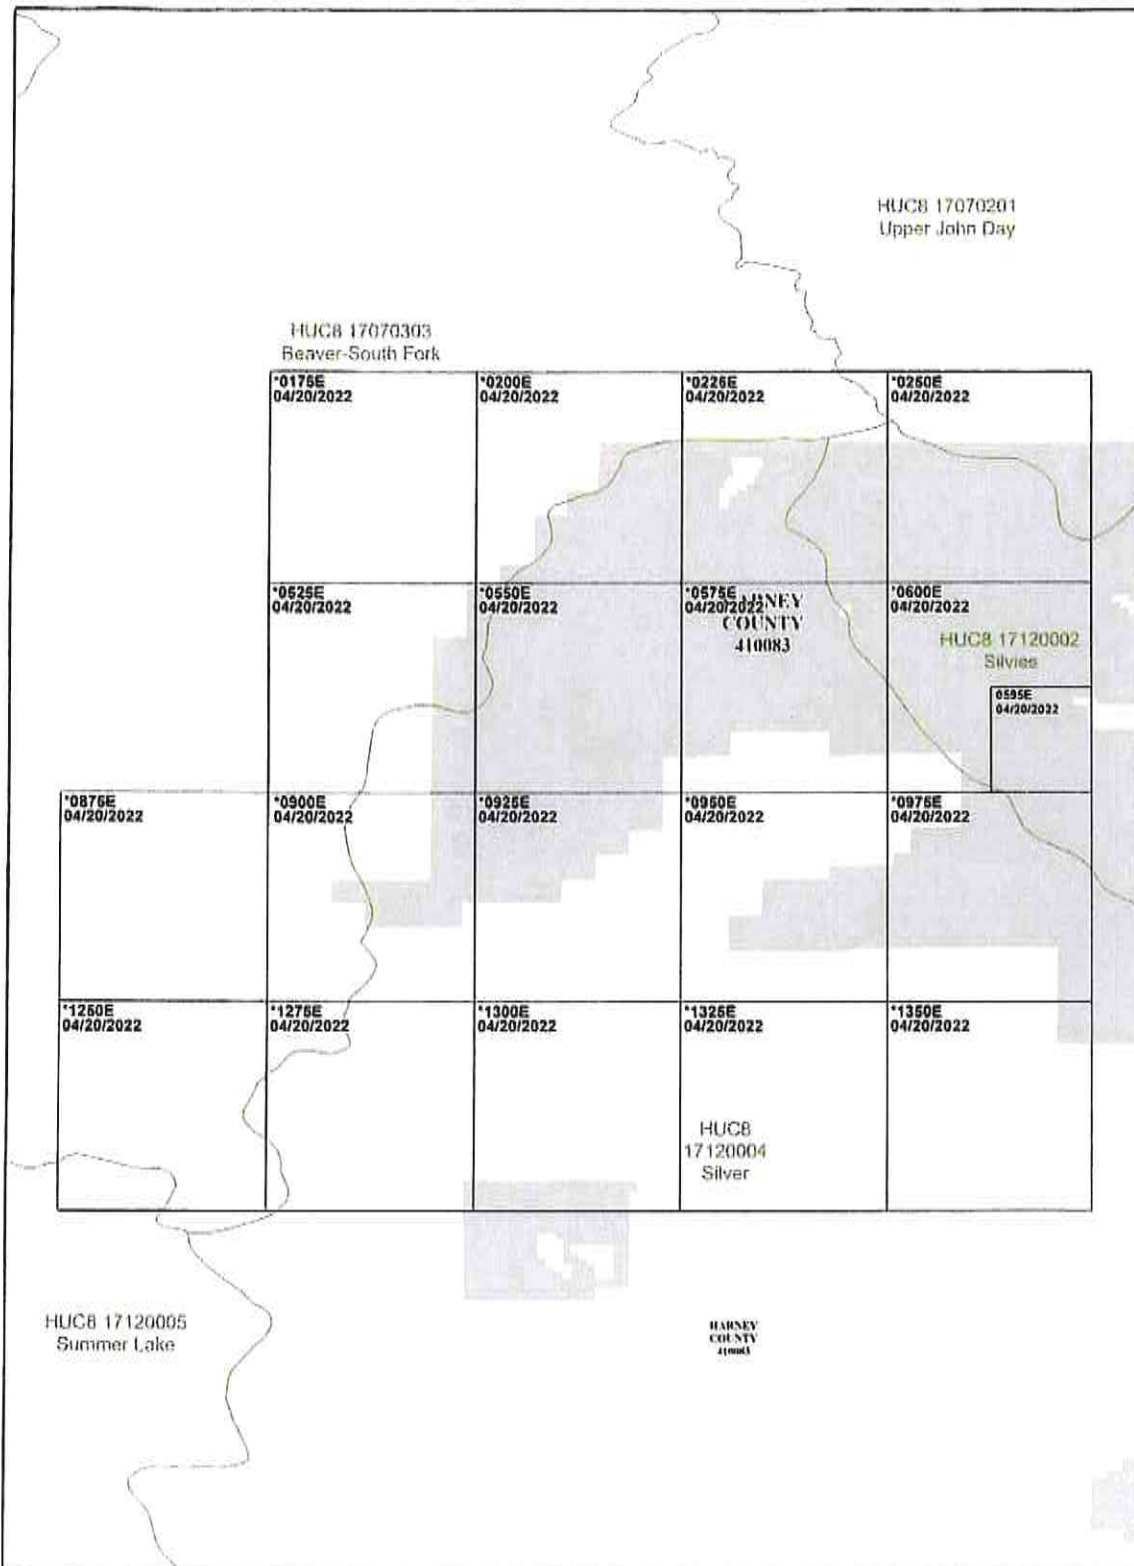 HUC8 17070201
Upper John Day
HUC8 17070303
Beaver-South Fork
*0175E
04/20/2022
*0200E
04/20/2022
*0225E
04/20/2022
*0250E
04/20/2022
*0525E
04/20/2022
*0550E
04/20/2022
*0575E
04/20/2022
HARNEY
COUNTY
410083
*0600E
04/20/2022
HUC8 17120002
Silvies
0595E
04/20/2022
*0875E
04/20/2022
*0900E
04/20/2022
*0925E
04/20/2022
*0950E
04/20/2022
*0975E
04/20/2022
*1250E
04/20/2022
*1275E
04/20/2022
*1300E
04/20/2022
*1325E
04/20/2022
*1350E
04/20/2022
HUC8
17120004
Silver
HUC8 17120005
Summer Lake
HARNEY
COUNTY
410083